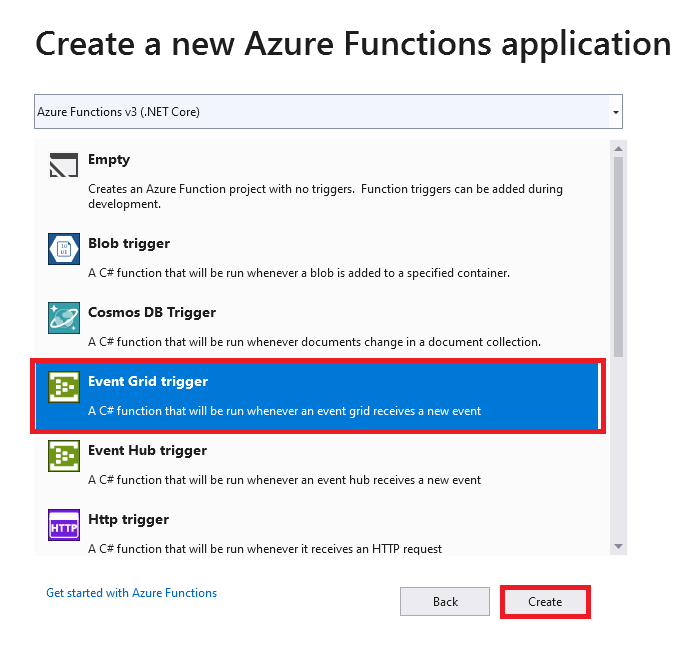 Create a new Azure Functions application
Azure Functions v3 (.NET Core)
Empty
Creates an Azure Function project with no triggers.  Function triggers can be added during
development.
10
01
Blob trigger
A C# function that will be run whenever a blob is added to a specified container.
Cosmos DB Trigger
A C# function that will be run whenever documents change in a document collection.
Event Grid trigger
A C# function that will be run whenever an event grid receives a new event
Event Hub trigger
A C# function that will be run whenever an event hub receives a new event
HTTP
Http trigger
A C# function that will be run whenever it receives an HTTP request
Get started with Azure Functions
Back
Create